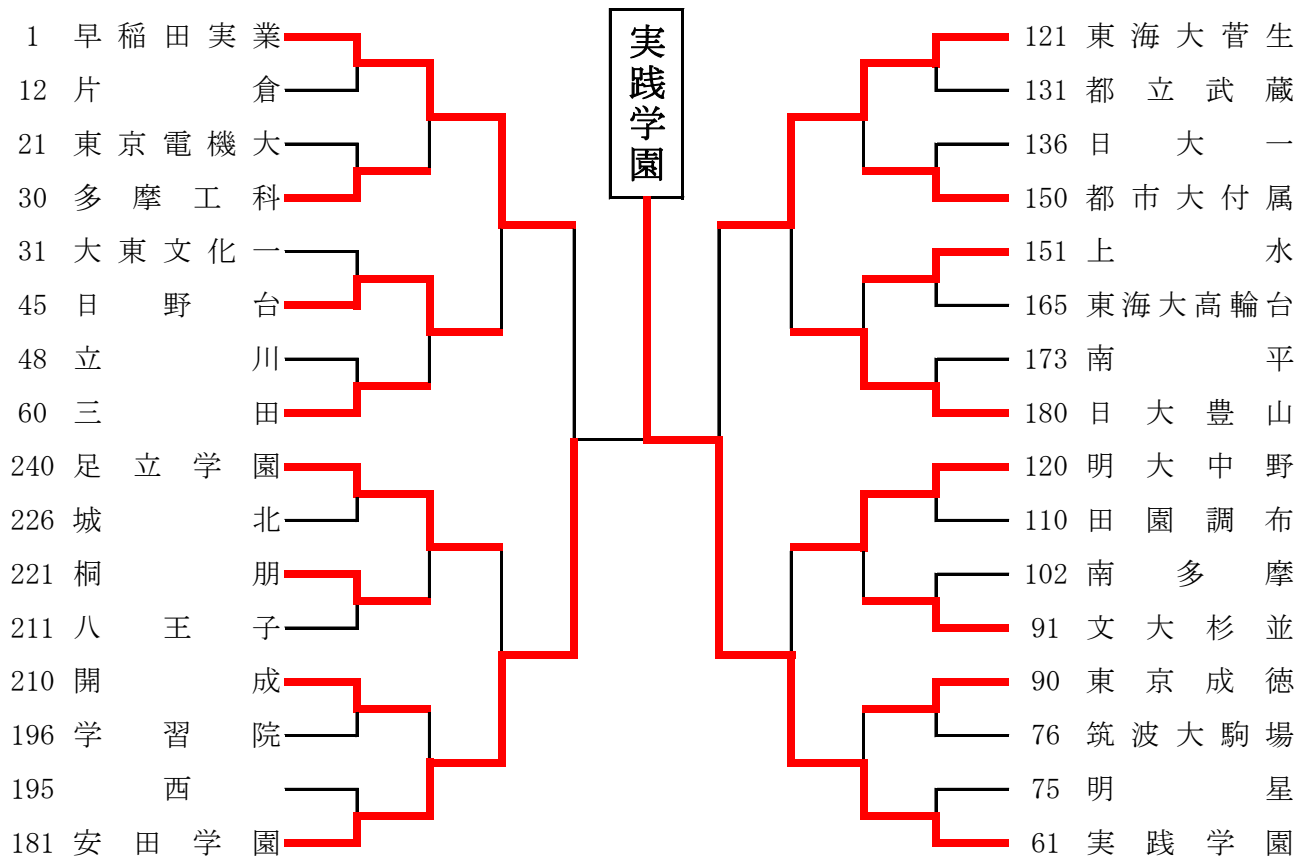 実践学園
1 早稲田実業
12 片倉
21 東京電機大
30 多摩工科
31 大東文化一
45 日野台
48 立川
60 三田
240 足立学園
226 城北
221 桐朋
211 八王子
210 開成
196 学習院
195 西
181 安田学園
121 東海大菅生
131 都立武蔵
136 日大一
150 都市大付属
151 上水
165 東海大高輪台
173 南平
180 日大豊山
120 明大中野
110 田園調布
102 南多摩
91 文大杉並
90 東京成徳
76 筑波大駒場
75 明星
61 実践学園